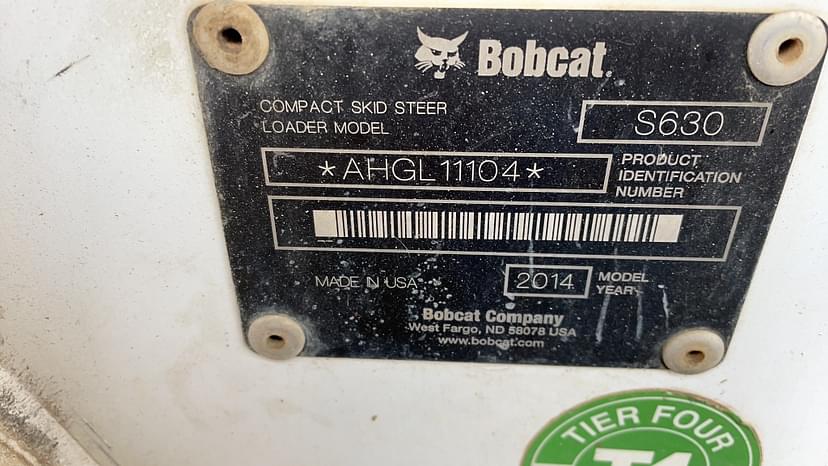 Bobcat.
COMPACT SKID STEER
LOADER MODEL
S630
*AHGL11104*
PRODUCT
IDENTIFICATION
NUMBER
MADE IN USA
2014
MODEL
YEAR
Bobcat Company
West Fargo, ND 58078 USA
www.bobcat.com
TIER FOUR